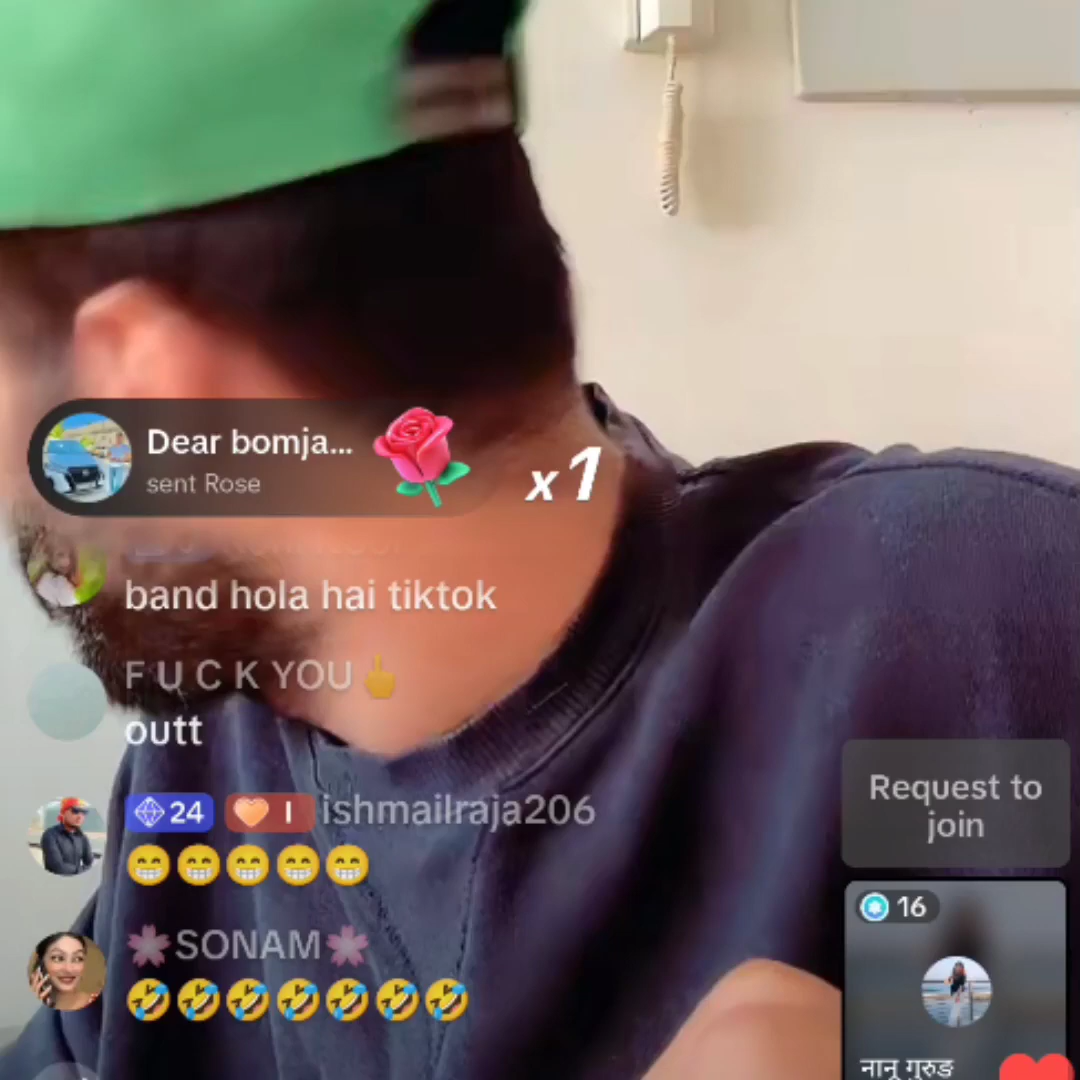 Dear bomja...
sent Rose
x1
band hola hai tiktok
F U C K YOU🖕
outt
24 I ishmailraja206
😁😁😁😁😁
🌸SONAM🌸
🤣🤣🤣🤣🤣🤣🤣
Request to
join
16
नानू गुरुङ